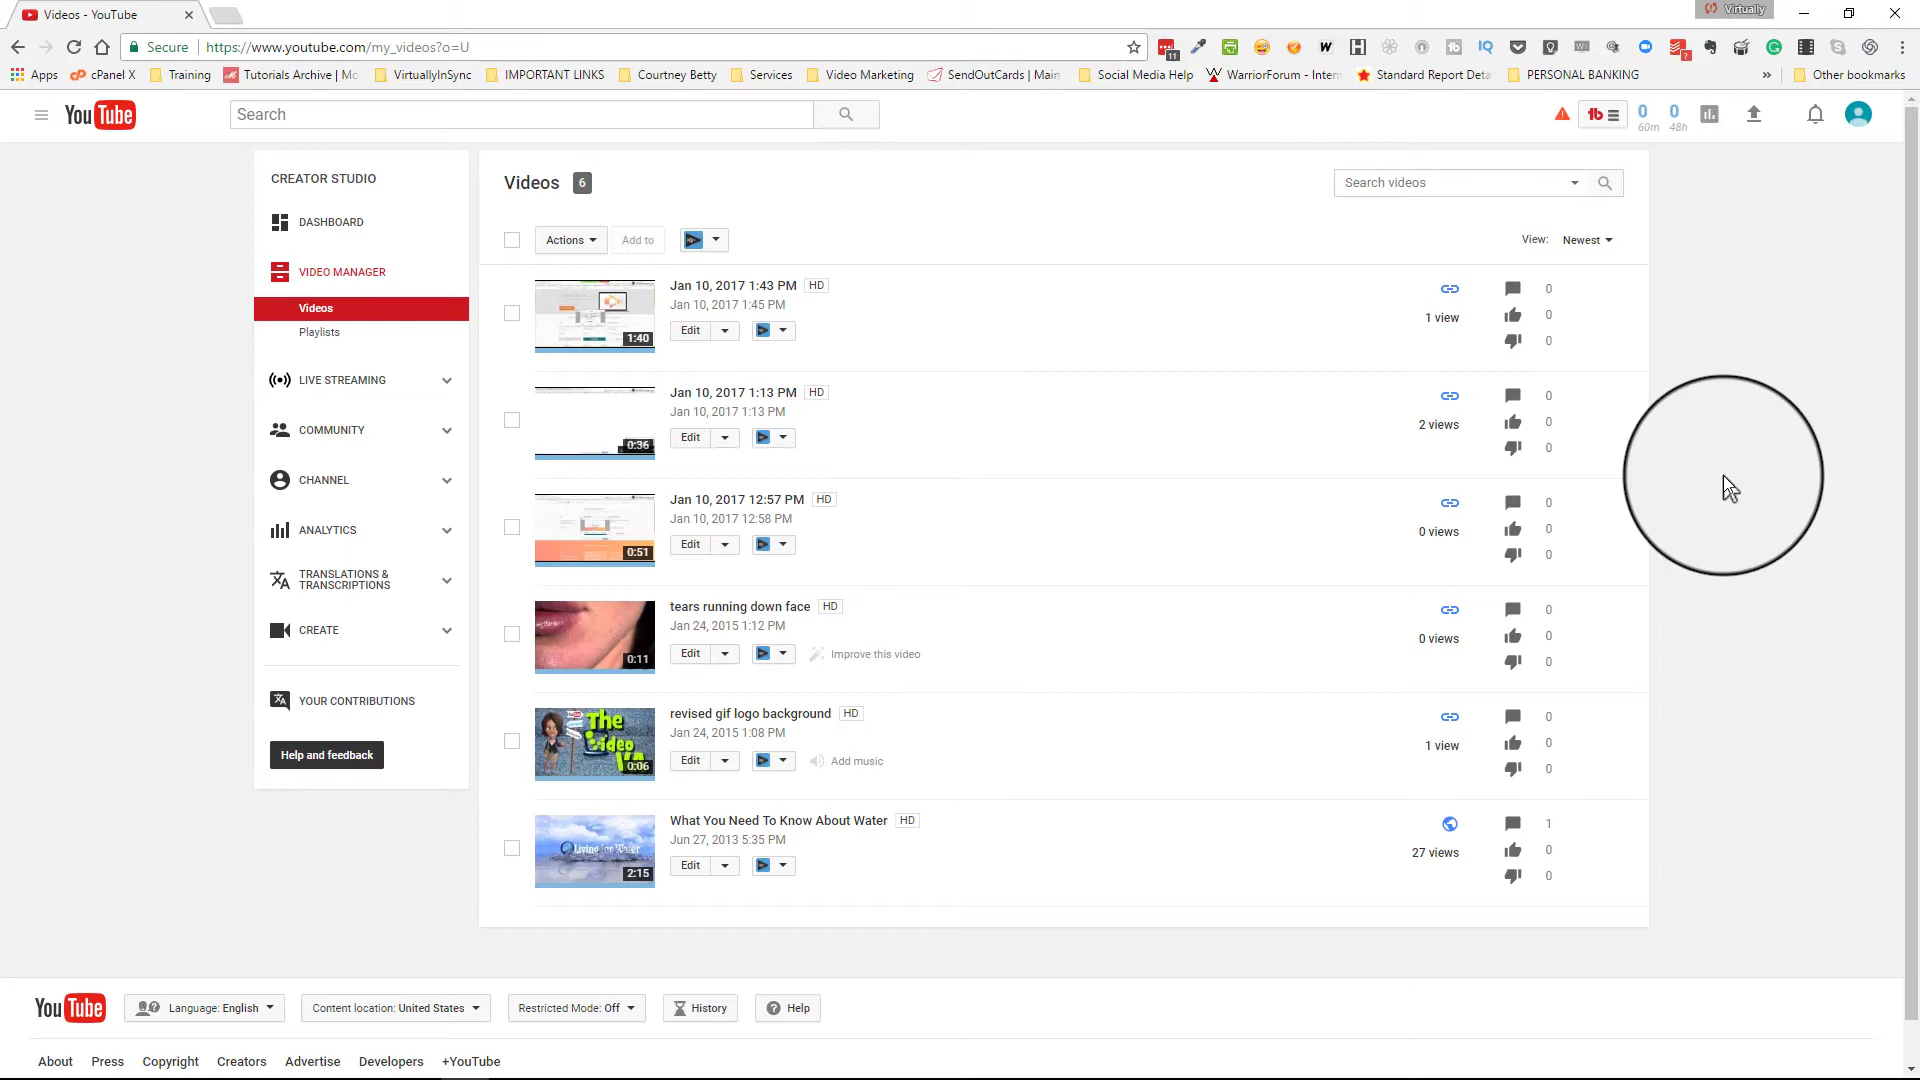 Videos - YouTube
Virtually
Secure https://www.youtube.com/my_videos?o=U
Apps cPanel X Training Tutorials Archive | Mo VirtuallyInSync IMPORTANT LINKS Courtney Betty Services Video Marketing SendOutCards | Main Social Media Help WarriorForum - Intern Standard Report Deta PERSONAL BANKING » Other bookmarks
YouTube
Search
0 60m 0 48h
CREATOR STUDIO
DASHBOARD
VIDEO MANAGER
Videos
Playlists
LIVE STREAMING
COMMUNITY
CHANNEL
ANALYTICS
TRANSLATIONS &
TRANSCRIPTIONS
CREATE
YOUR CONTRIBUTIONS
Help and feedback
Videos 6
Search videos
Actions Add to
View: Newest
Jan 10, 2017 1:43 PM HD
Jan 10, 2017 1:45 PM
1:40
Edit
1 view
0
0
0
Jan 10, 2017 1:13 PM HD
Jan 10, 2017 1:13 PM
0:36
Edit
2 views
0
0
0
Jan 10, 2017 12:57 PM HD
Jan 10, 2017 12:58 PM
0:51
Edit
0 views
0
0
0
tears running down face HD
Jan 24, 2015 1:12 PM
0:11
Edit Improve this video
0 views
0
0
0
revised gif logo background HD
Jan 24, 2015 1:08 PM
The
Video
VA
0:06
Edit Add music
1 view
0
0
0
What You Need To Know About Water HD
Jun 27, 2013 5:35 PM
Living for Water
2:15
Edit
27 views
1
0
0
YouTube Language: English Content location: United States Restricted Mode: Off History Help
About Press Copyright Creators Advertise Developers +YouTube